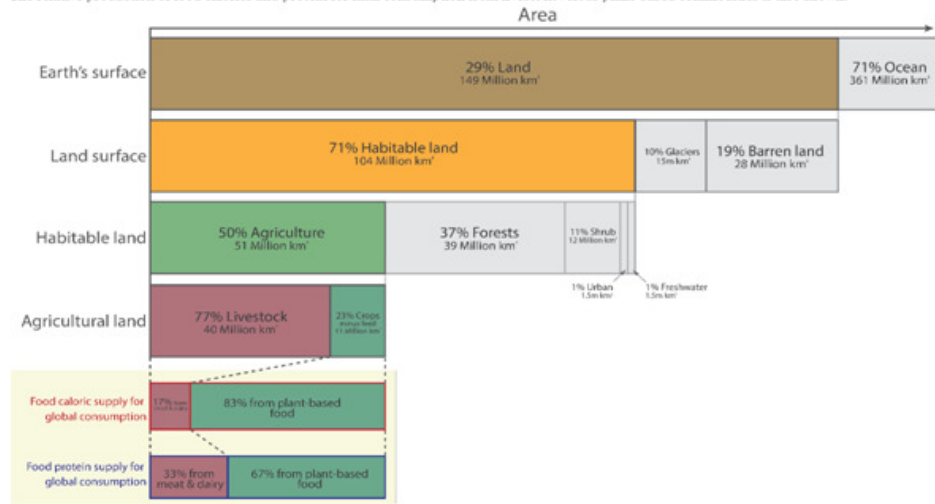 Area
Earth's surface
29% Land
149 Million km²
71% Ocean
361 Million km²
Land surface
71% Habitable land
104 Million km²
10% Glaciers
15m km²
19% Barren land
28 Million km²
Habitable land
50% Agriculture
51 Million km²
37% Forests
39 Million km²
11% Shrub
12 Million km²
1% Urban
1.5m km²
1% Freshwater
1.5m km²
Agricultural land
77% Livestock
40 Million km²
23% Crops
minus feed
11 Million km²
Food caloric supply for
global consumption
17% from
meat & dairy
83% from plant-based
food
Food protein supply for
global consumption
33% from
meat & dairy
67% from plant-based
food